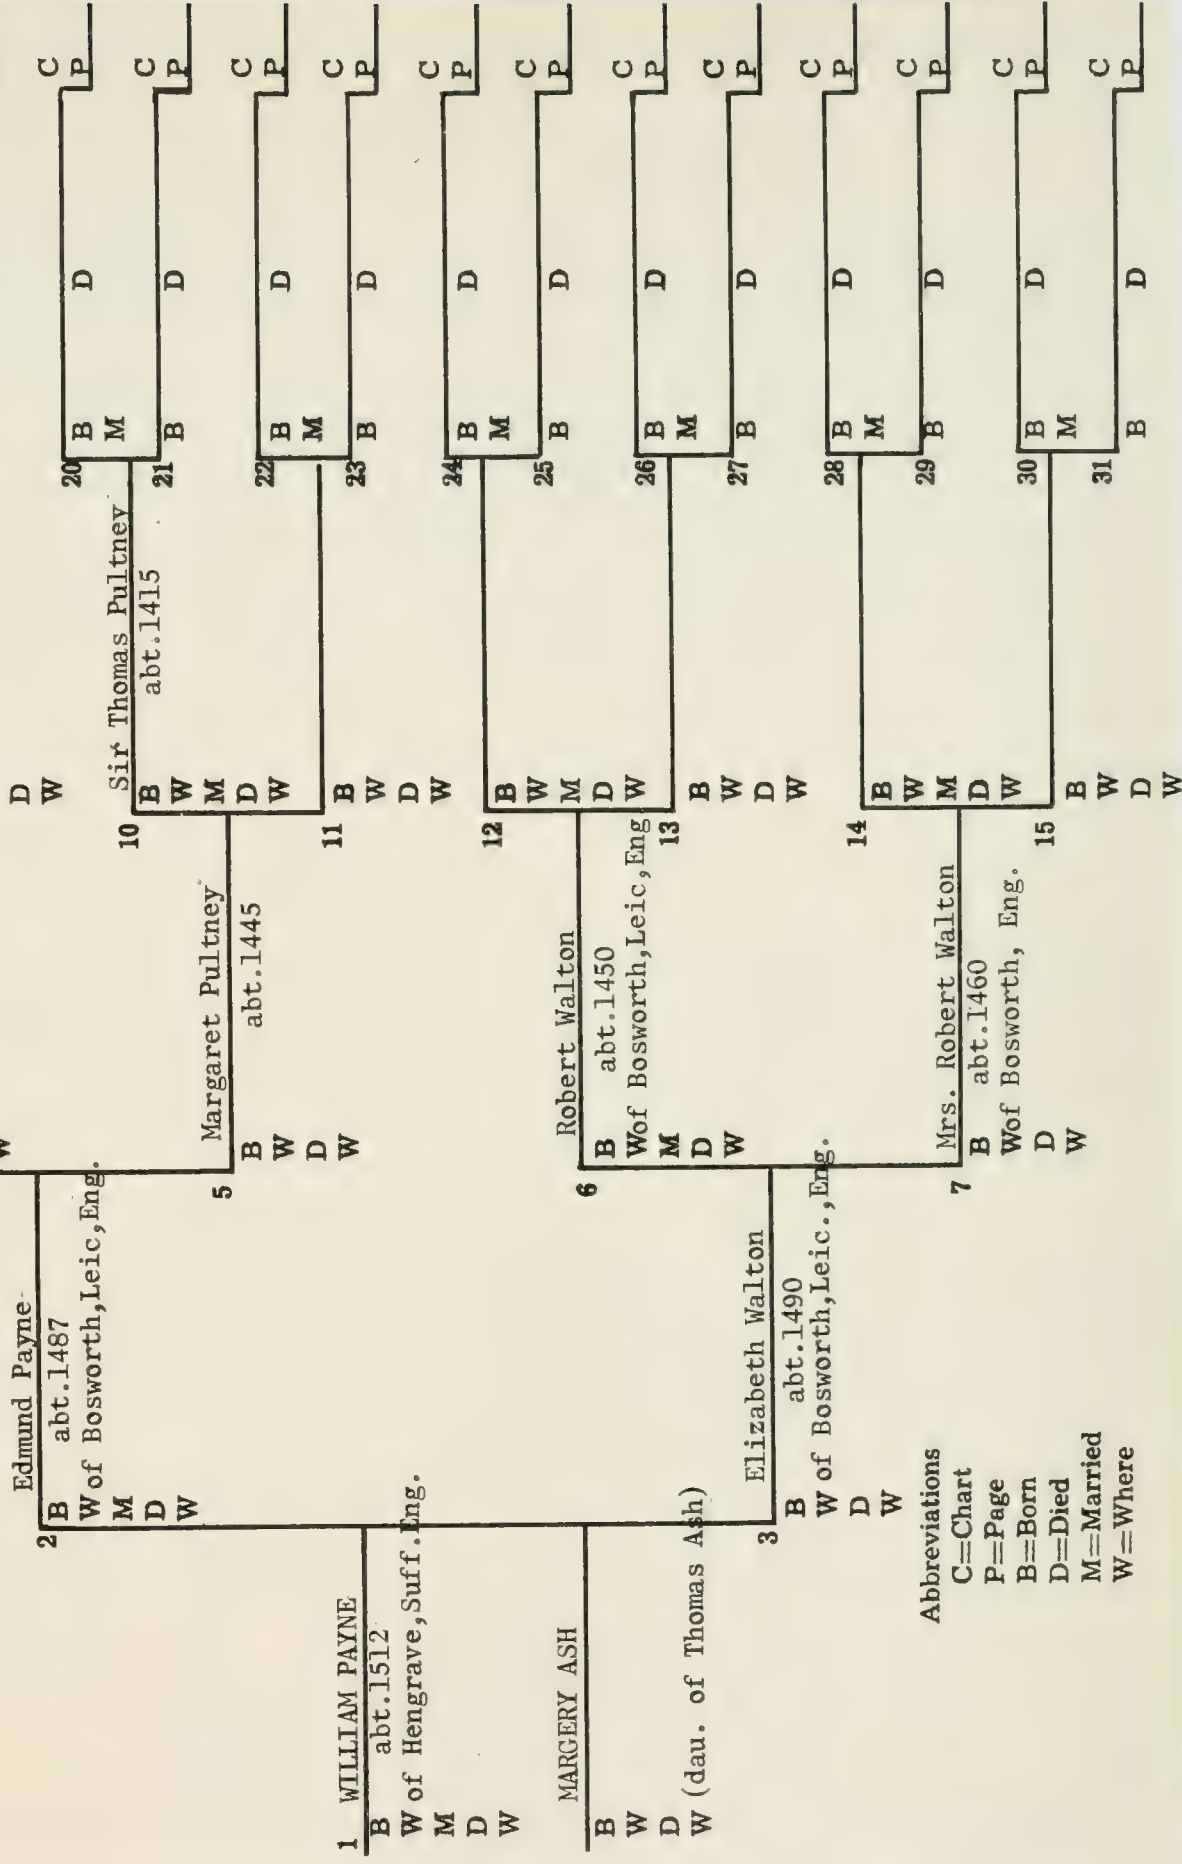 2 Edmund Payne
B abt.1487
W of Bosworth,Leic,Eng.
M
D
W
1 WILLIAM PAYNE
B abt.1512
W of Hengrave,Suff.Eng.
M
D
W
MARGERY ASH
B
W
D
W (dau. of Thomas Ash)
3 Elizabeth Walton
B abt.1490
W of Bosworth,Leic.,Eng.
D
W
Abbreviations
C=Chart
P=Page
B=Born
D=Died
M=Married
W=Where
W
5 Margaret Pultney
B abt.1445
W
D
W
6 Robert Walton
B abt.1450
Wof Bosworth,Leic,Eng
M
D
W
7 Mrs. Robert Walton
B abt.1460
Wof Bosworth, Eng.
D
W
D
W
10 Sir Thomas Pultney
B abt.1415
W
M
D
W
11
B
W
D
W
12
B
W
M
D
W
13
B
W
D
W
14
B
W
M
D
W
15
B
W
D
W
20 C
B D P
M
21 C
B D P
22 C
B D P
M
23 C
B D P
24 C
B D P
M
25 C
B D P
26 C
B D P
M
27 C
B D P
28 C
B D P
M
29 C
B D P
30 C
B D P
M
31 C
B D P